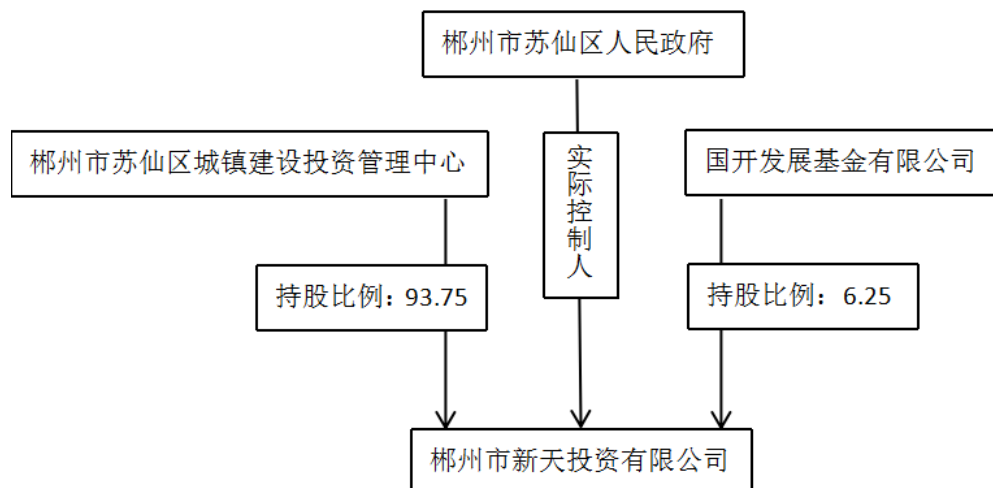 郴州市苏仙区人民政府
郴州市苏仙区城镇建设投资管理中心
实际控制人
国开发展基金有限公司
持股比例：93.75
持股比例：6.25
郴州市新天投资有限公司